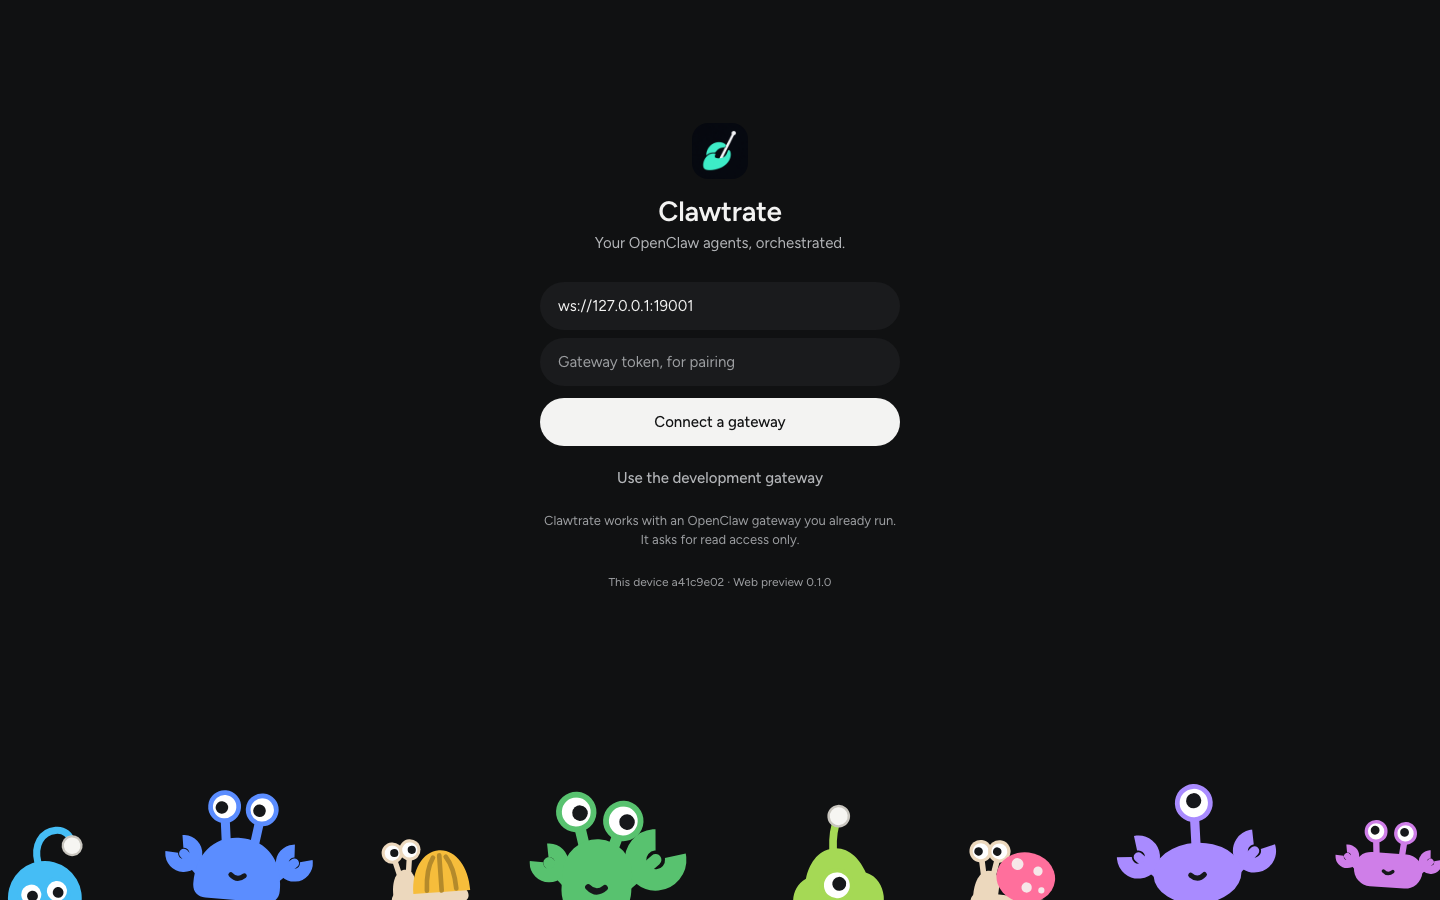 Clawtrate
Your OpenClaw agents, orchestrated.
ws://127.0.0.1:19001
Gateway token, for pairing
Connect a gateway
Use the development gateway
Clawtrate works with an OpenClaw gateway you already run.
It asks for read access only.
This device a41c9e02 · Web preview 0.1.0